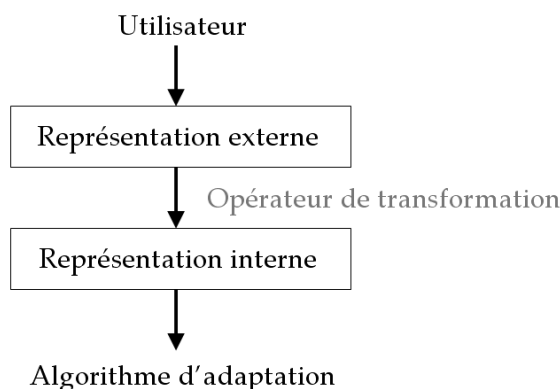 Utilisateur
Représentation externe
Opérateur de transformation
Représentation interne
Algorithme d'adaptation